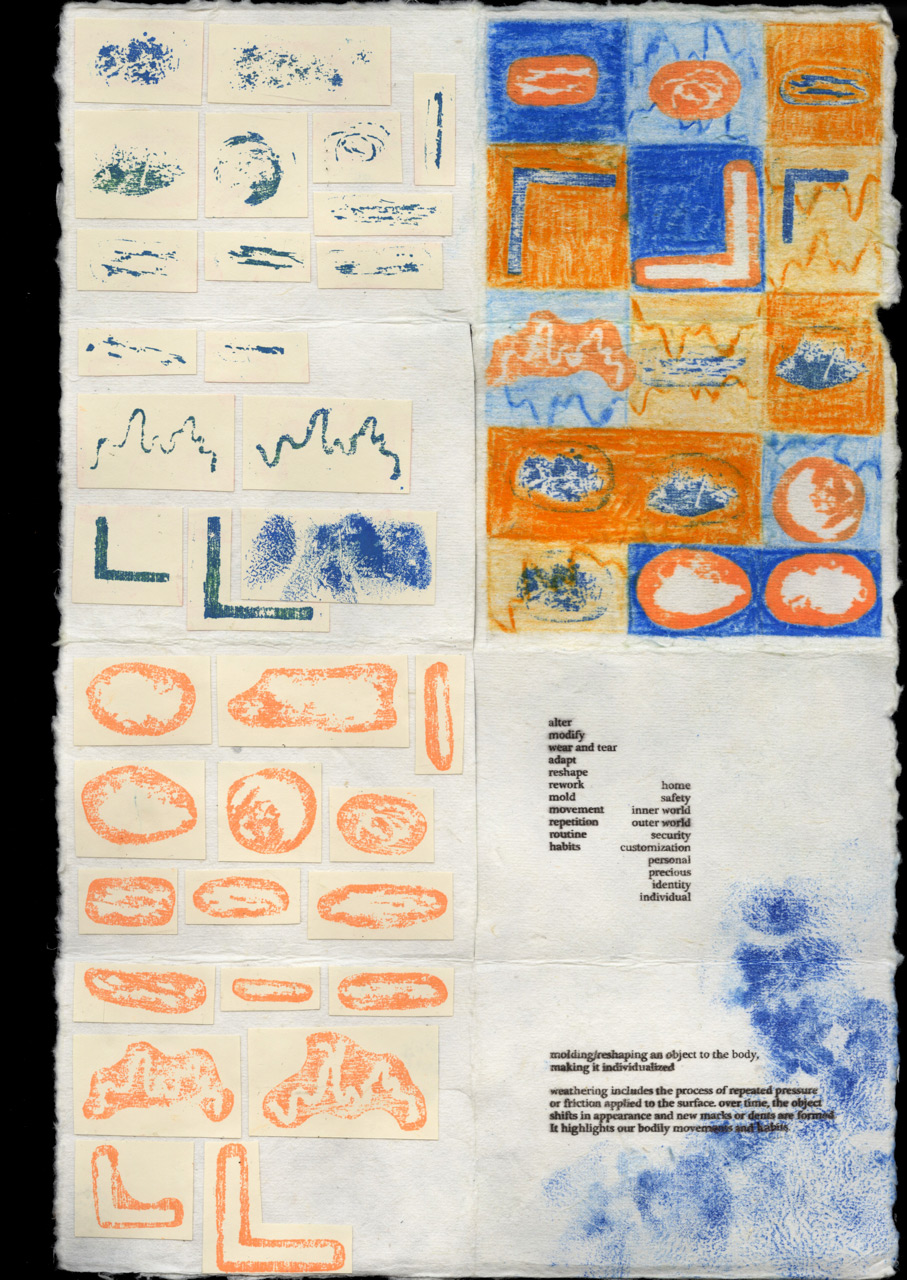 alter
modify
wear and tear
adapt
reshape
rework
mold
movement
repetition
routine
habits
home
safety
inner world
outer world
security
customization
personal
precious
identity
individual
molding/reshaping an object to the body,
making it individualized
weathering includes the process of repeated pressure
or friction applied to the surface. over time, the object
shifts in appearance and new marks or dents are formed
It highlights our bodily movements and habits.